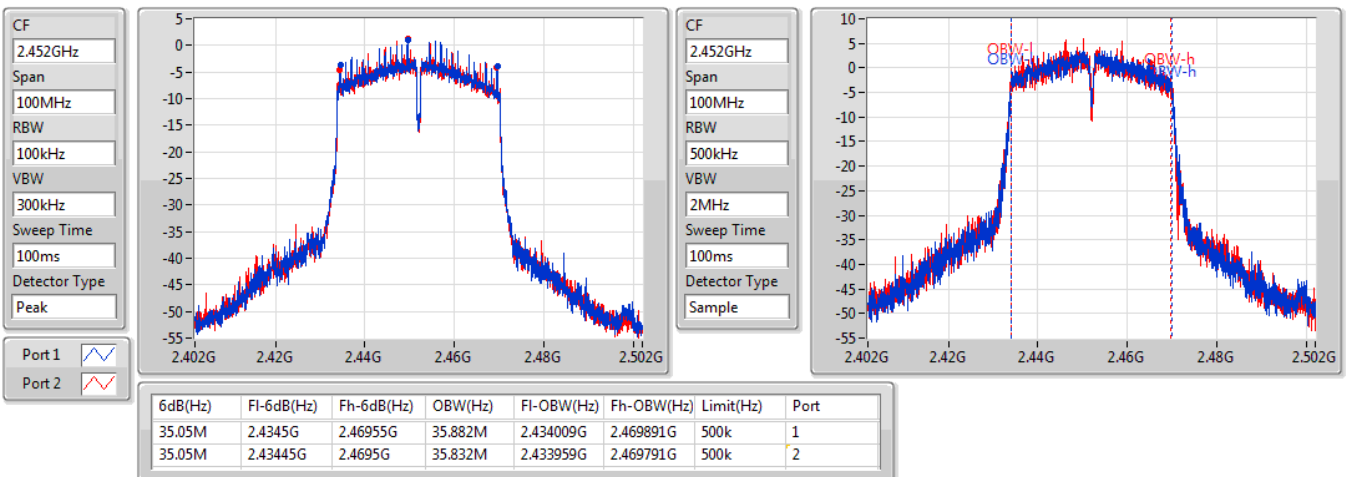 CF
2.452GHz
Span
100MHz
RBW
100kHz
VBW
300kHz
Sweep Time
100ms
Detector Type
Peak
5
0
-5
-10
-15
-20
-25
-30
-35
-40
-45
-50
-55
2.402G 2.42G 2.44G 2.46G 2.48G 2.502G
CF
2.452GHz
Span
100MHz
RBW
500kHz
VBW
2MHz
Sweep Time
100ms
Detector Type
Sample
10
5
0
-5
-10
-15
-20
-25
-30
-35
-40
-45
-50
-55
OBW-l
OBW-h
OBW-h
2.402G 2.42G 2.44G 2.46G 2.48G 2.502G
Port 1
Port 2
6dB(Hz) Fl-6dB(Hz) Fh-6dB(Hz) OBW(Hz) Fl-OBW(Hz) Fh-OBW(Hz) Limit(Hz) Port
35.05M 2.4345G 2.46955G 35.882M 2.434009G 2.469891G 500k 1
35.05M 2.43445G 2.4695G 35.832M 2.433959G 2.469791G 500k 2